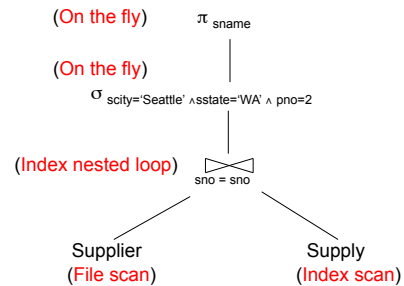 (On the fly) π sname
(On the fly)
σ scity=‘Seattle’ ∧sstate=‘WA’ ∧ pno=2
(Index nested loop)
sno = sno
Supplier Supply
(File scan) (Index scan)